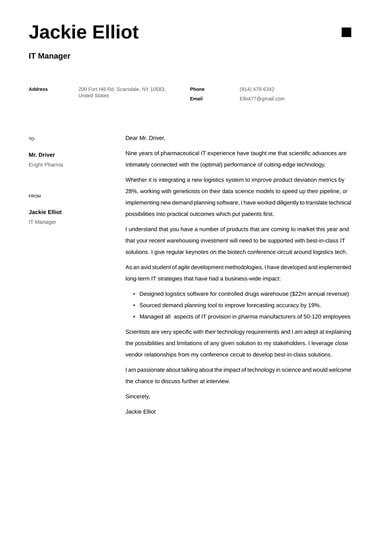 Jackie Elliot
IT Manager
Address
200 Fort Hill Rd, Scarsdale, NY 10583,
United States
Phone
(914) 479-6342
Email
Elliot77@gmail.com
TO
Mr. Driver
Enright Pharma
FROM
Jackie Elliot
IT Manager
Dear Mr. Driver,
Nine years of pharmaceutical IT experience have taught me that scientific advances are
intimately connected with the (optimal) performance of cutting-edge technology.
Whether it is integrating a new logistics system to improve product deviation metrics by
28%, working with geneticists on their data science models to speed up their pipeline, or
implementing new demand planning software, I have worked diligently to translate technical
possibilities into practical outcomes which put patients first.
I understand that you have a number of products that are coming to market this year and
that your recent warehousing investment will need to be supported with best-in-class IT
solutions. I give regular keynotes on the biotech conference circuit around logistics tech.
As an avid student of agile development methodologies, I have developed and implemented
long-term IT strategies that have had a business-wide impact:
• Designed logistics software for controlled drugs warehouse ($22m annual revenue)
• Sourced demand planning tool to improve forecasting accuracy by 19%.
• Managed all aspects of IT provision in pharma manufacturers of 50-120 employees
Scientists are very specific with their technology requirements and I am adept at explaining
the possibilities and limitations of any given solution to my stakeholders. I leverage close
vendor relationships from my conference circuit to develop best-in-class solutions.
I am passionate about talking about the impact of technology in science and would welcome
the chance to discuss further at interview.
Sincerely,
Jackie Elliot